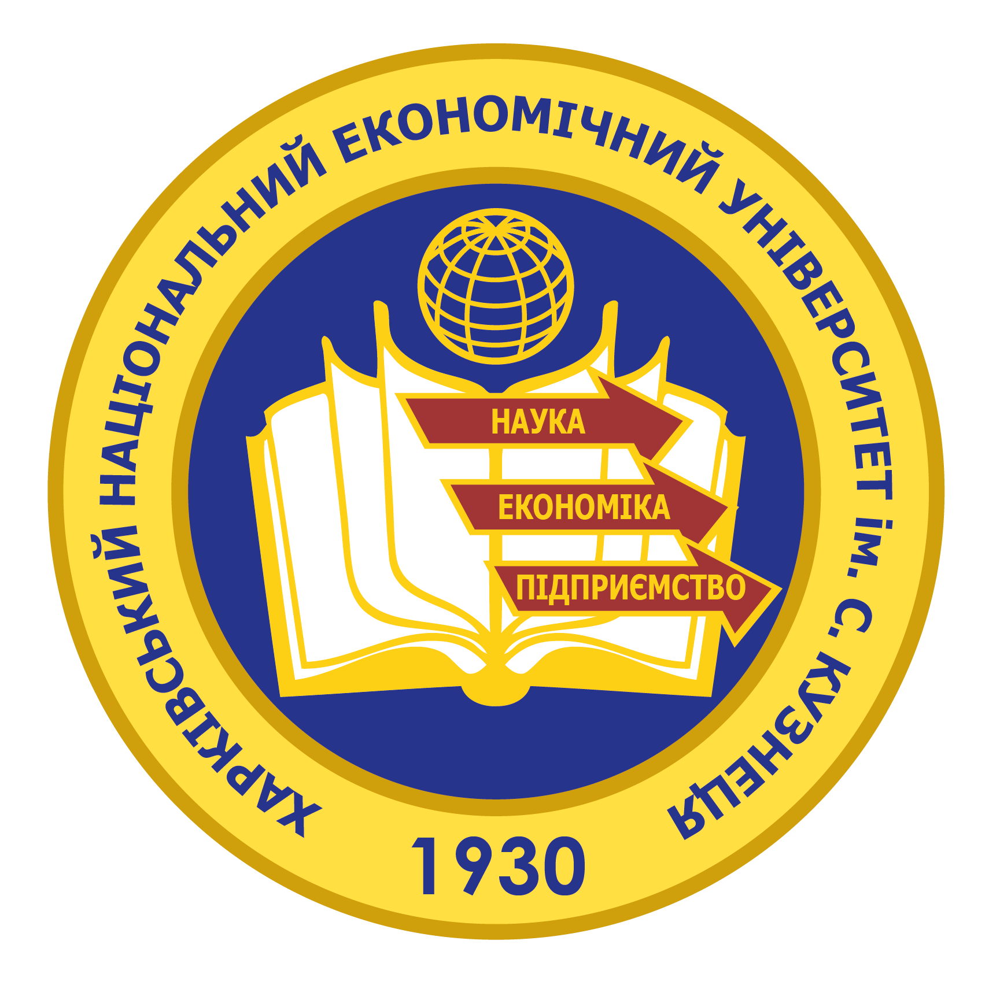 ХАРКІВСЬКИЙ НАЦІОНАЛЬНИЙ ЕКОНОМІЧНИЙ УНІВЕРСИТЕТ ім. С. КУЗНЕЦЯ
НАУКА
ЕКОНОМІКА
ПІДПРИЄМСТВО
1930